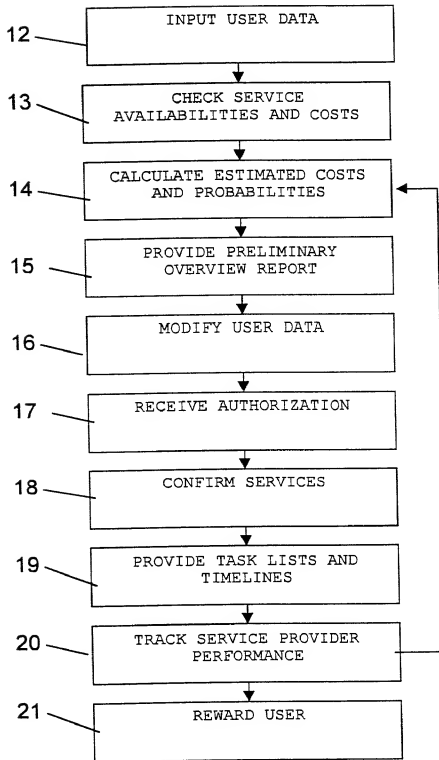 12
INPUT USER DATA
13
CHECK SERVICE
AVAILABILITIES AND COSTS
14
CALCULATE ESTIMATED COSTS
AND PROBABILITIES
15
PROVIDE PRELIMINARY
OVERVIEW REPORT
16
MODIFY USER DATA
17
RECEIVE AUTHORIZATION
18
CONFIRM SERVICES
19
PROVIDE TASK LISTS AND
TIMELINES
20
TRACK SERVICE PROVIDER
PERFORMANCE
21
REWARD USER